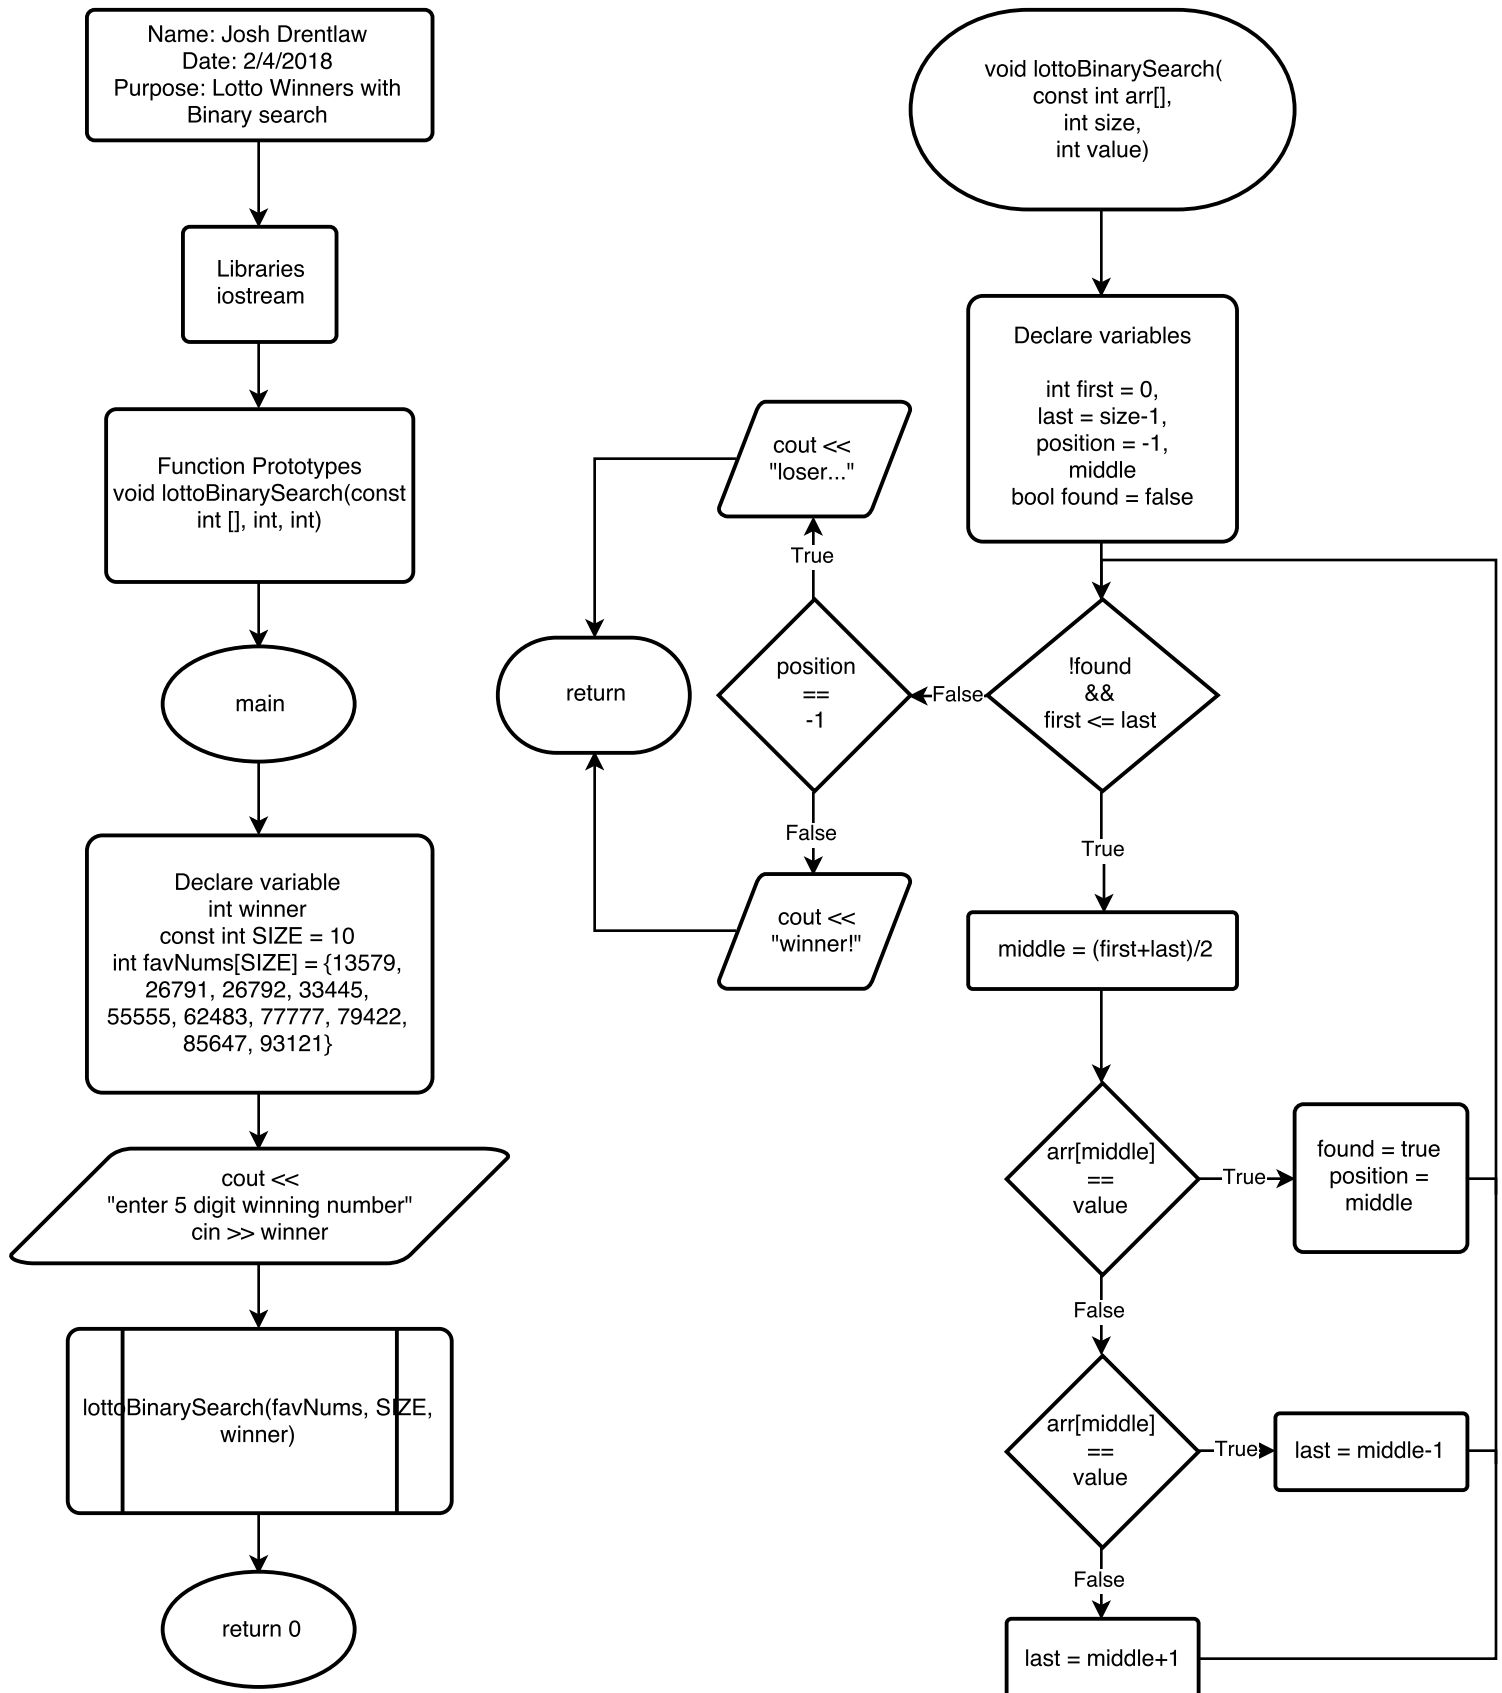 Name: Josh Drentlaw
Date: 2/4/2018
Purpose: Lotto Winners with
Binary search
Libraries
iostream
Function Prototypes
void lottoBinarySearch(const
int [], int, int)
main
Declare variable
int winner
const int SIZE = 10
int favNums[SIZE] = {13579,
26791, 26792, 33445,
55555, 62483, 77777, 79422,
85647, 93121}
cout <<
"enter 5 digit winning number"
cin >> winner
lottoBinarySearch(favNums, SIZE,
winner)
return 0
void lottoBinarySearch(
const int arr[],
int size,
int value)
Declare variables
int first = 0,
last = size-1,
position = -1,
middle
bool found = false
!found
&&
first <= last
False
position
==
-1
True
cout <<
"loser..."
return
False
cout <<
"winner!"
True
middle = (first+last)/2
arr[middle]
==
value
True
found = true
position =
middle
False
arr[middle]
==
value
True
last = middle-1
False
last = middle+1